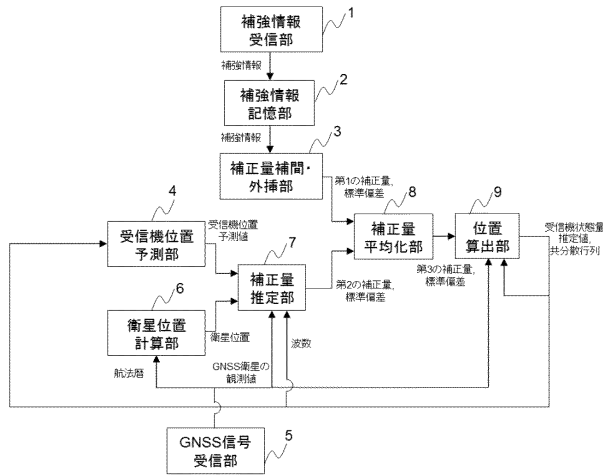 補強情報
受信部
1
補強情報
補強情報
記憶部
2
補強情報
補正量補間・
外挿部
3
第1の補正量,
標準偏差
受信機位置
予測部
4
受信機位置
予測値
補正量
推定部
7
第2の補正量,
標準偏差
補正量
平均化部
8
第3の補正量,
標準偏差
位置
算出部
9
受信機状態量
推定値,
共分散行列
衛星位置
計算部
6
衛星位置
航法暦
GNSS衛星の
観測値
波数
GNSS信号
受信部
5